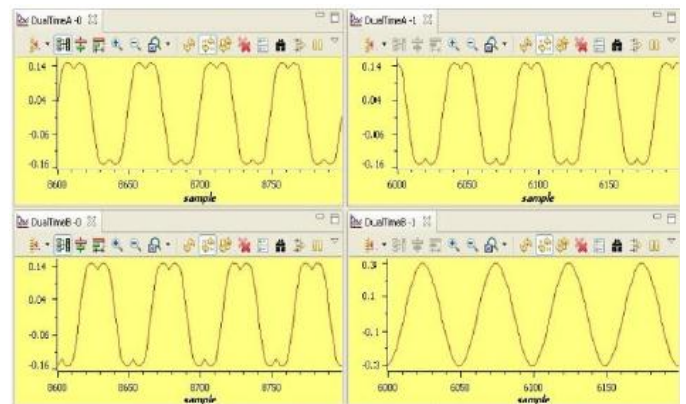 DualTimeA -0
0.14
0.04
-0.06
-0.16
8600 8650 8700 8750
sample
DualTimeA -1
0.14
0.04
-0.06
-0.16
6000 6050 6100 6150
sample
DualTimeB -0
0.14
0.04
-0.06
-0.16
8600 8650 8700 8750
sample
DualTimeB -1
0.3
0.1
-0.1
-0.3
6000 6050 6100 6150
sample